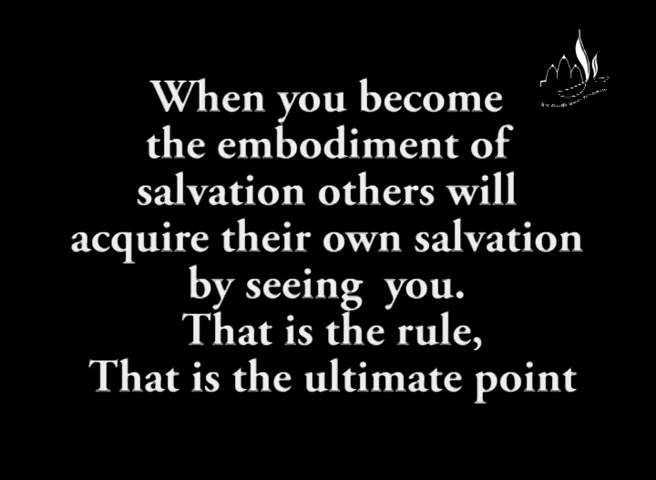 When you become
the embodiment of
salvation others will
acquire their own salvation
by seeing you.
That is the rule,
That is the ultimate point